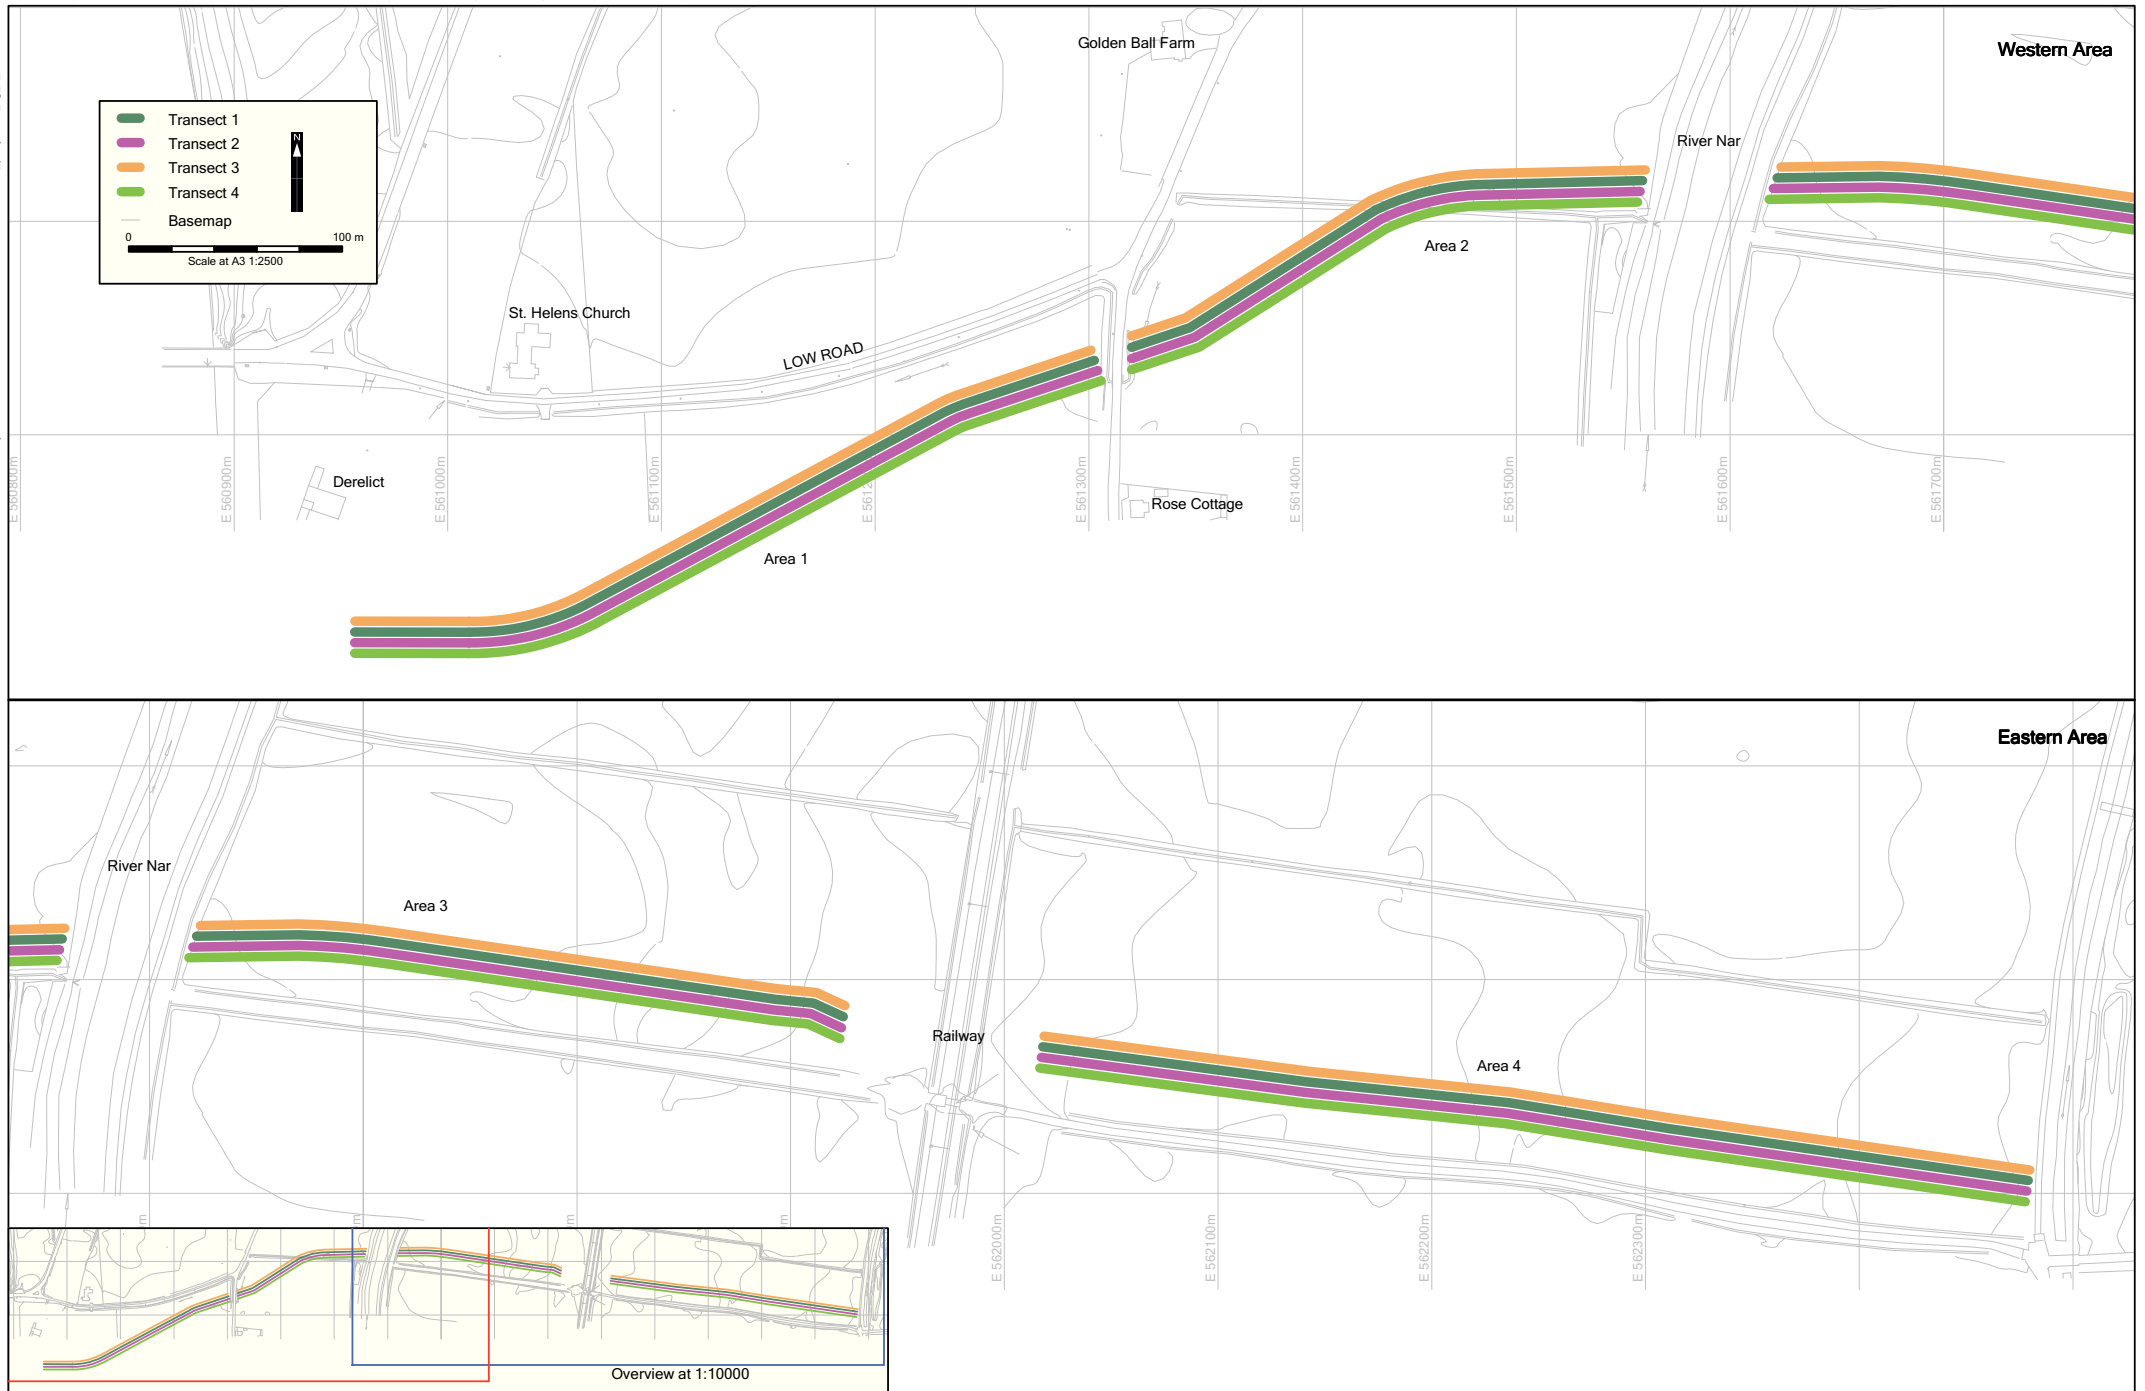 Golden Ball Farm
Western Area
Transect 1
Transect 2
Transect 3
Transect 4
Basemap
N
0 100 m
Scale at A3 1:2500
River Nar
Area 2
St. Helens Church
LOW ROAD
Derelict
Rose Cottage
Area 1
E 560800m
E 560900m
E 561000m
E 561100m
E 561300m
E 561400m
E 561500m
E 561600m
E 561700m
Eastern Area
River Nar
Area 3
Railway
Area 4
E 562000m
E 562100m
E 562200m
E 562300m
Overview at 1:10000